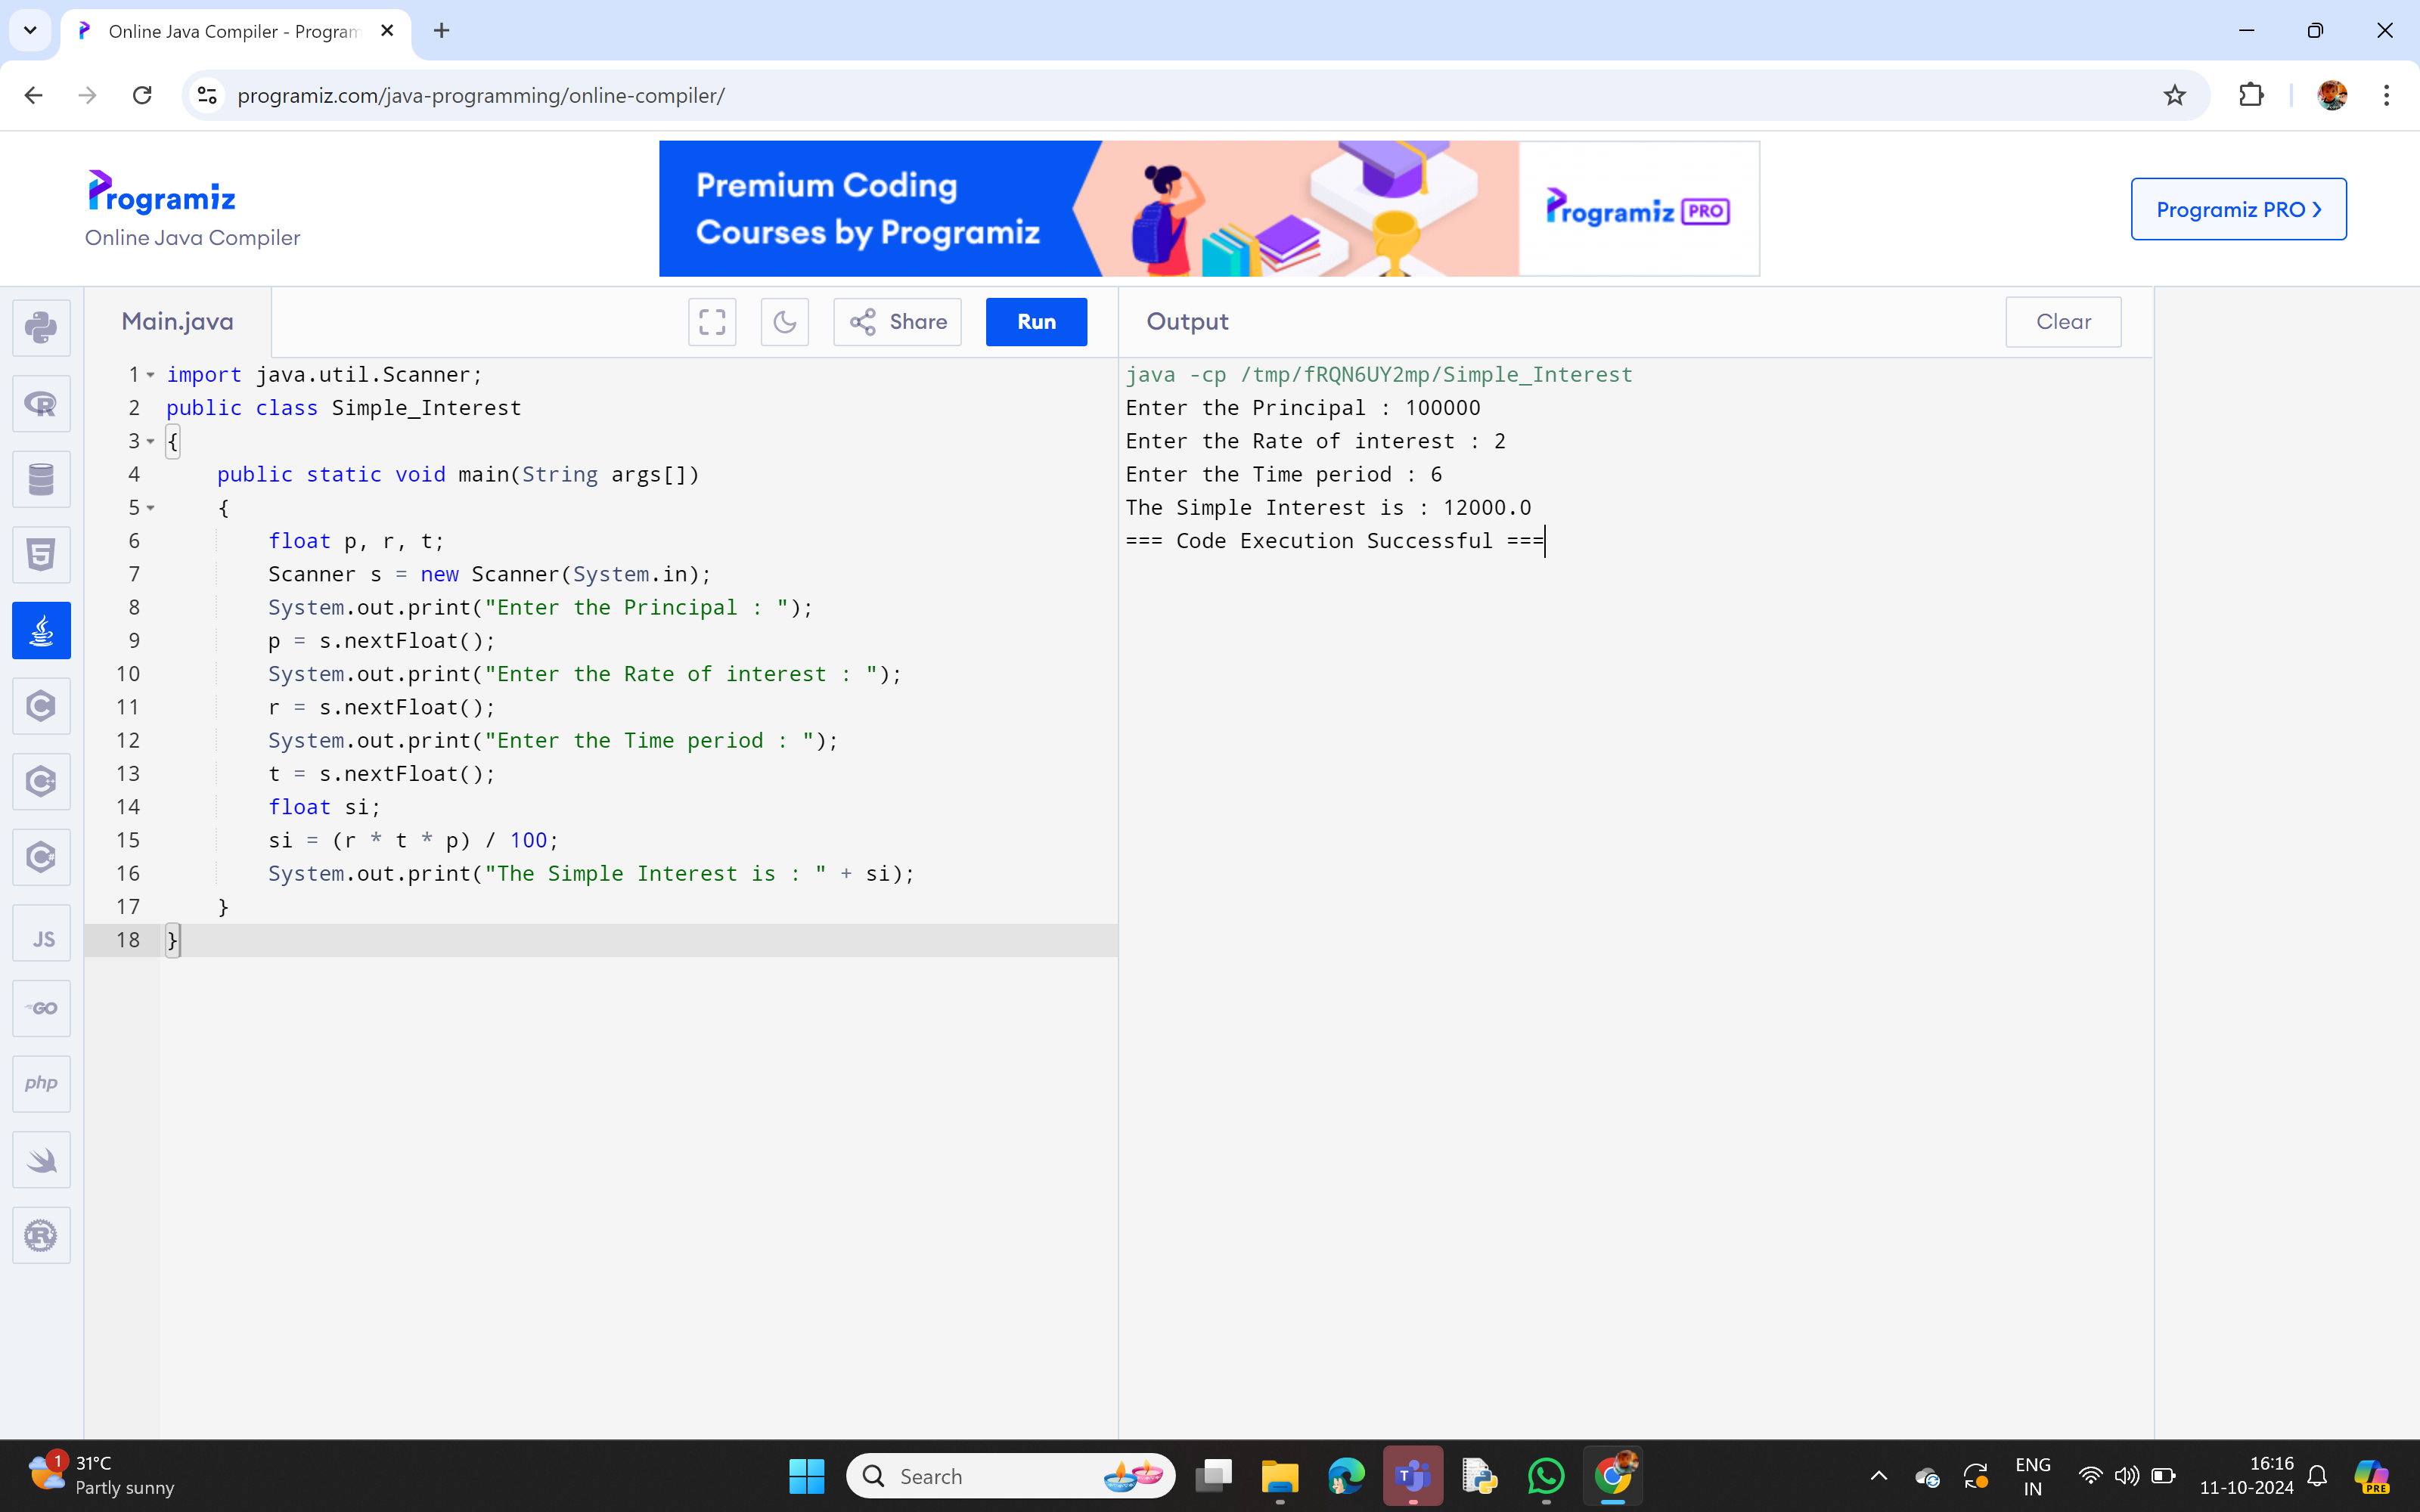 Online Java Compiler - Program
programiz.com/java-programming/online-compiler/
Programiz
Online Java Compiler
Premium Coding
Courses by Programiz
Programiz PRO
Programiz PRO ❯
Main.java
Share
Run
Output
Clear
1 import java.util.Scanner;
2 public class Simple_Interest
3 {
4 public static void main(String args[])
5 {
6 float p, r, t;
7 Scanner s = new Scanner(System.in);
8 System.out.print("Enter the Principal : ");
9 p = s.nextFloat();
10 System.out.print("Enter the Rate of interest : ");
11 r = s.nextFloat();
12 System.out.print("Enter the Time period : ");
13 t = s.nextFloat();
14 float si;
15 si = (r * t * p) / 100;
16 System.out.print("The Simple Interest is : " + si);
17 }
18 }
java -cp /tmp/fRQN6UY2mp/Simple_Interest
Enter the Principal : 100000
Enter the Rate of interest : 2
Enter the Time period : 6
The Simple Interest is : 12000.0
=== Code Execution Successful ===
R
5
C
C++
C#
JS
GO
php
R
1
31°C
Partly sunny
Search
T
ENG
IN
16:16
11-10-2024
PRE